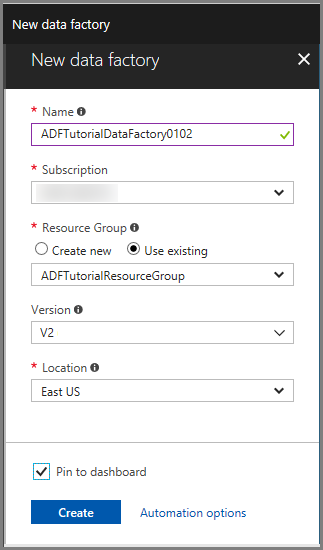 New data factory
New data factory
* Name
ADFTutorialDataFactory0102
* Subscription
* Resource Group
Create new Use existing
ADFTutorialResourceGroup
Version
V2
* Location
East US
Pin to dashboard
Create Automation options